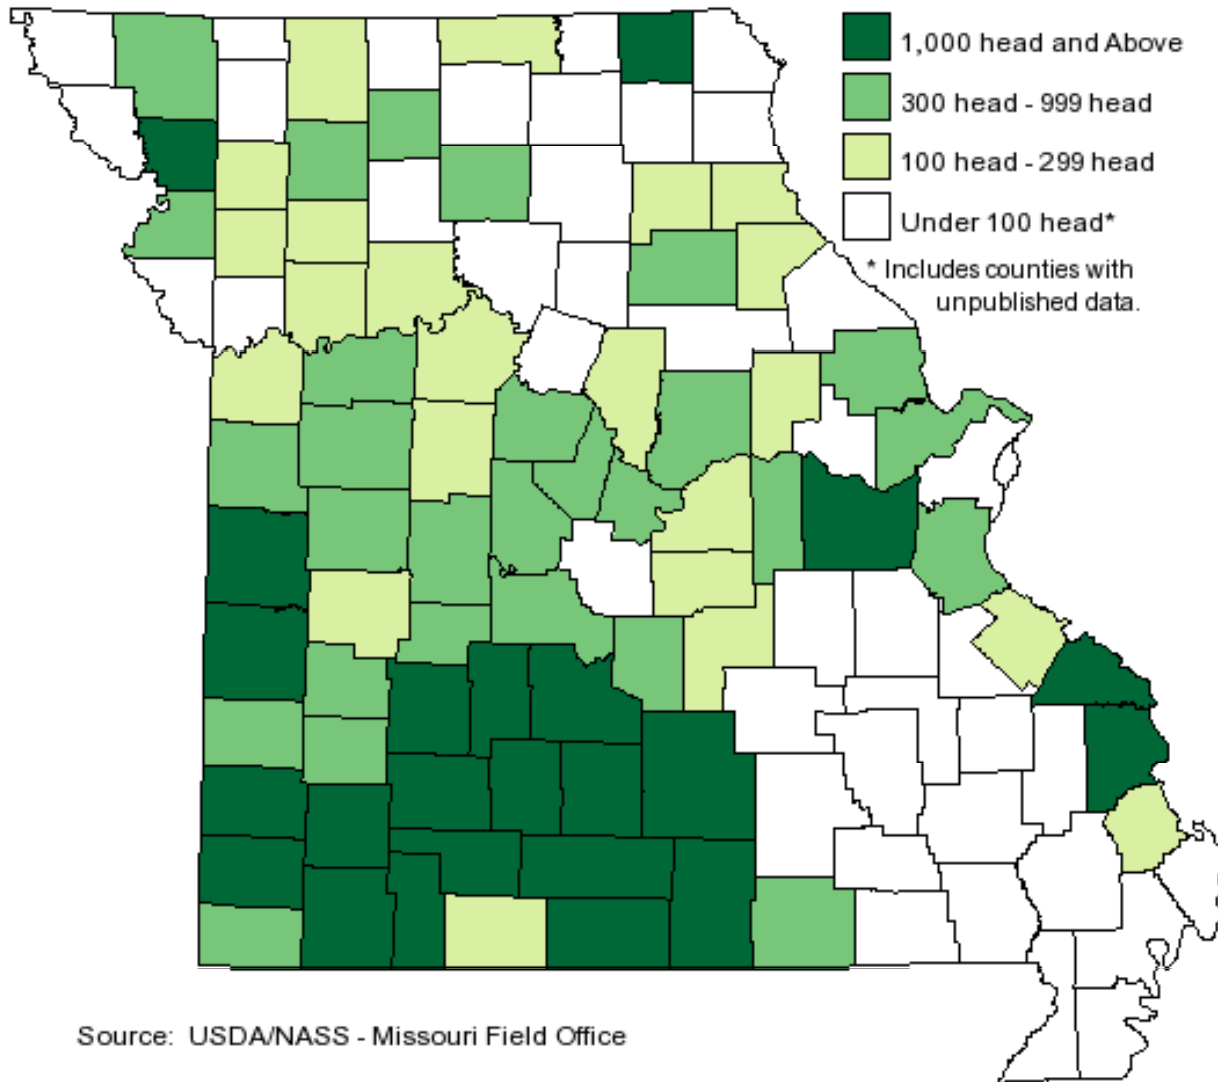 1,000 head and Above
300 head - 999 head
100 head - 299 head
Under 100 head*
* Includes counties with
unpublished data.
Source: USDA/NASS - Missouri Field Office